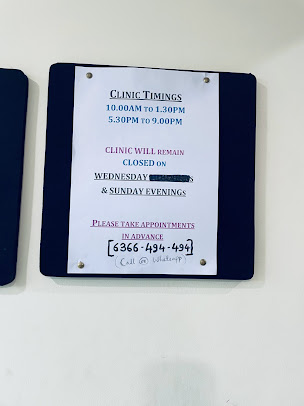 CLINIC TIMINGS
10.00AM TO 1.30PM
5.30PM TO 9.00PM
CLINIC WILL REMAIN
CLOSED ON
WEDNESDAY S
& SUNDAY EVENINGS
PLEASE TAKE APPOINTMENTS
IN ADVANCE
[6366-494-494]
(Call @ Whatsapp)